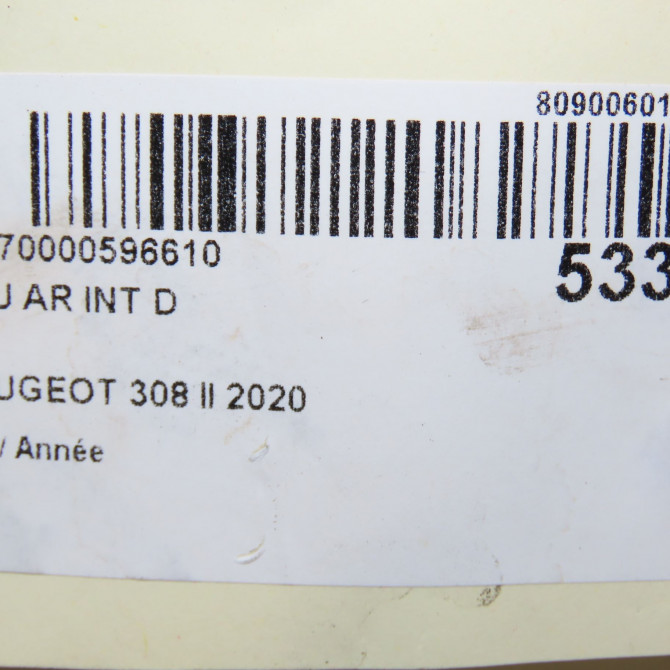 80900601
70000596610
533
J AR INT D
UGEOT 308 II 2020
/ Année